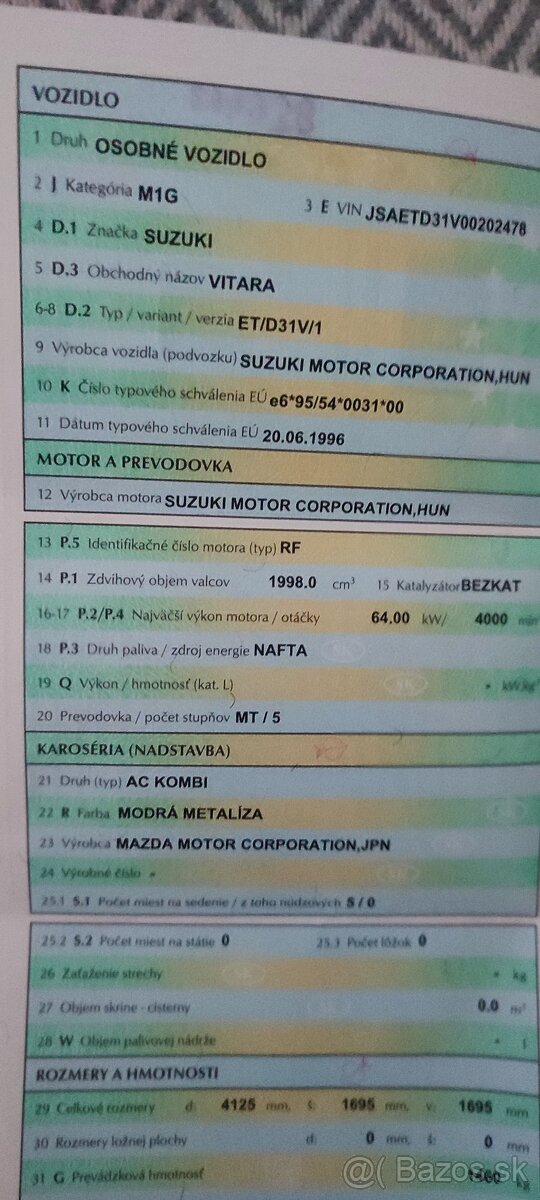 VOZIDLO
1 Druh OSOBNÉ VOZIDLO
2 J Kategória M1G 3 E VIN JSAETD31V00202478
4 D.1 Značka SUZUKI
5 D.3 Obchodný názov VITARA
6-8 D.2 Typ / variant / verzia ET/D31V/1
9 Výrobca vozidla (podvozku) SUZUKI MOTOR CORPORATION,HUN
10 K Číslo typového schválenia EÚ e6*95/54*0031*00
11 Dátum typového schválenia EÚ 20.06.1996
MOTOR A PREVODOVKA
12 Výrobca motora SUZUKI MOTOR CORPORATION,HUN
13 P.5 Identifikačné číslo motora (typ) RF
14 P.1 Zdvihový objem valcov 1998.0 cm³ 15 Katalyzátor BEZKAT
16-17 P.2/P.4 Najväčší výkon motora / otáčky 64.00 kW/ 4000 min
18 P.3 Druh paliva / zdroj energie NAFTA
19 Q Výkon / hmotnosť (kat. L) * kW/kg
20 Prevodovka / počet stupňov MT / 5
KAROSÉRIA (NADSTAVBA)
21 Druh (typ) AC KOMBI
22 R Farba MODRÁ METALÍZA
23 Výrobca MAZDA MOTOR CORPORATION,JPN
24 Výrobné číslo *
25.1 S.1 Počet miest na sedenie / z toho núdzových 5 / 0
25.2 S.2 Počet miest na státie 0 25.3 Počet lôžok 0
26 Zaťaženie strechy * kg
27 Objem skrine - cisterny 0.0 m³
28 W Objem palivovej nádrže * l
ROZMERY A HMOTNOSTI
29 Celkové rozmery d: 4125 mm, š: 1695 mm, v: 1695 mm
30 Rozmery ložnej plochy d: 0 mm, š: 0 mm
31 G Prevádzková hmotnosť kg
@( Bazos.sk